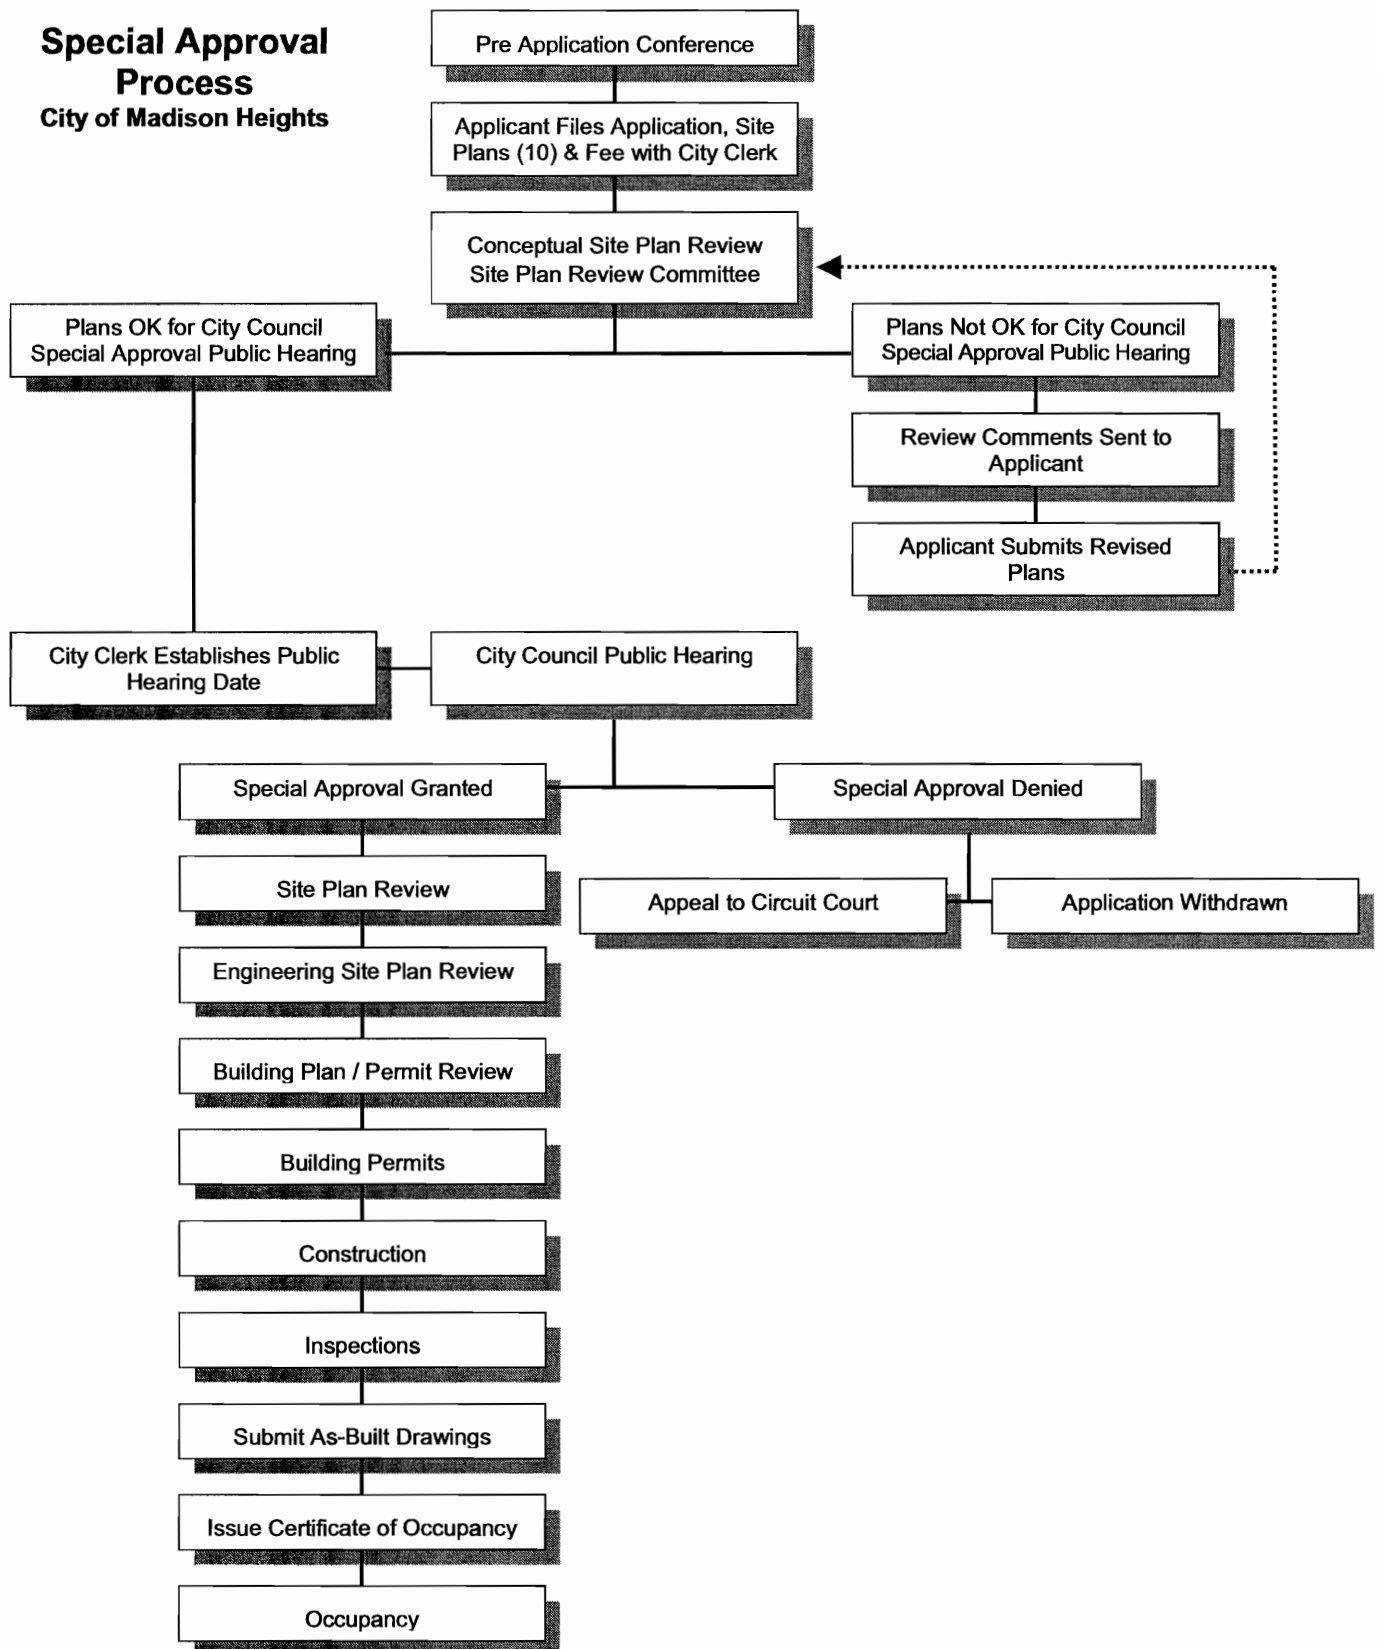 Special Approval
Process
City of Madison Heights
Pre Application Conference
Applicant Files Application, Site
Plans (10) & Fee with City Clerk
Conceptual Site Plan Review
Site Plan Review Committee
Plans OK for City Council
Special Approval Public Hearing
Plans Not OK for City Council
Special Approval Public Hearing
Review Comments Sent to
Applicant
Applicant Submits Revised
Plans
City Clerk Establishes Public
Hearing Date
City Council Public Hearing
Special Approval Granted
Special Approval Denied
Site Plan Review
Appeal to Circuit Court
Application Withdrawn
Engineering Site Plan Review
Building Plan / Permit Review
Building Permits
Construction
Inspections
Submit As-Built Drawings
Issue Certificate of Occupancy
Occupancy